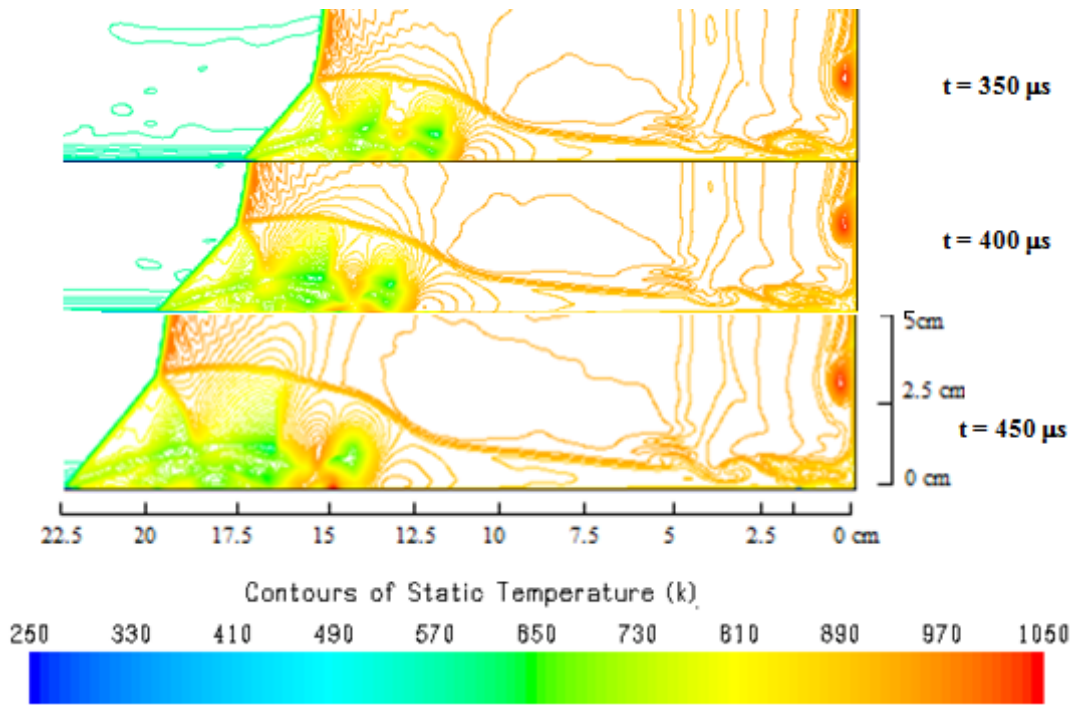 t = 350 µs
t = 400 µs
5cm
2.5 cm
t = 450 µs
0 cm
22.5 20 17.5 15 12.5 10 7.5 5 2.5 0 cm
Contours of Static Temperature (k)
250 330 410 490 570 650 730 810 890 970 1050